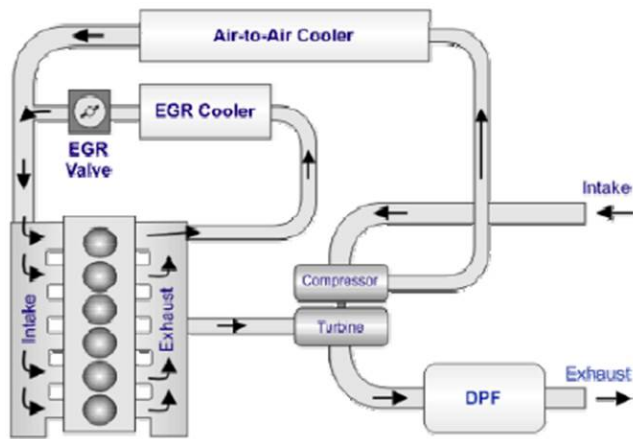 Air-to-Air Cooler
EGR Cooler
EGR
Valve
Intake
Compressor
Intake
Exhaust
Turbine
DPF
Exhaust